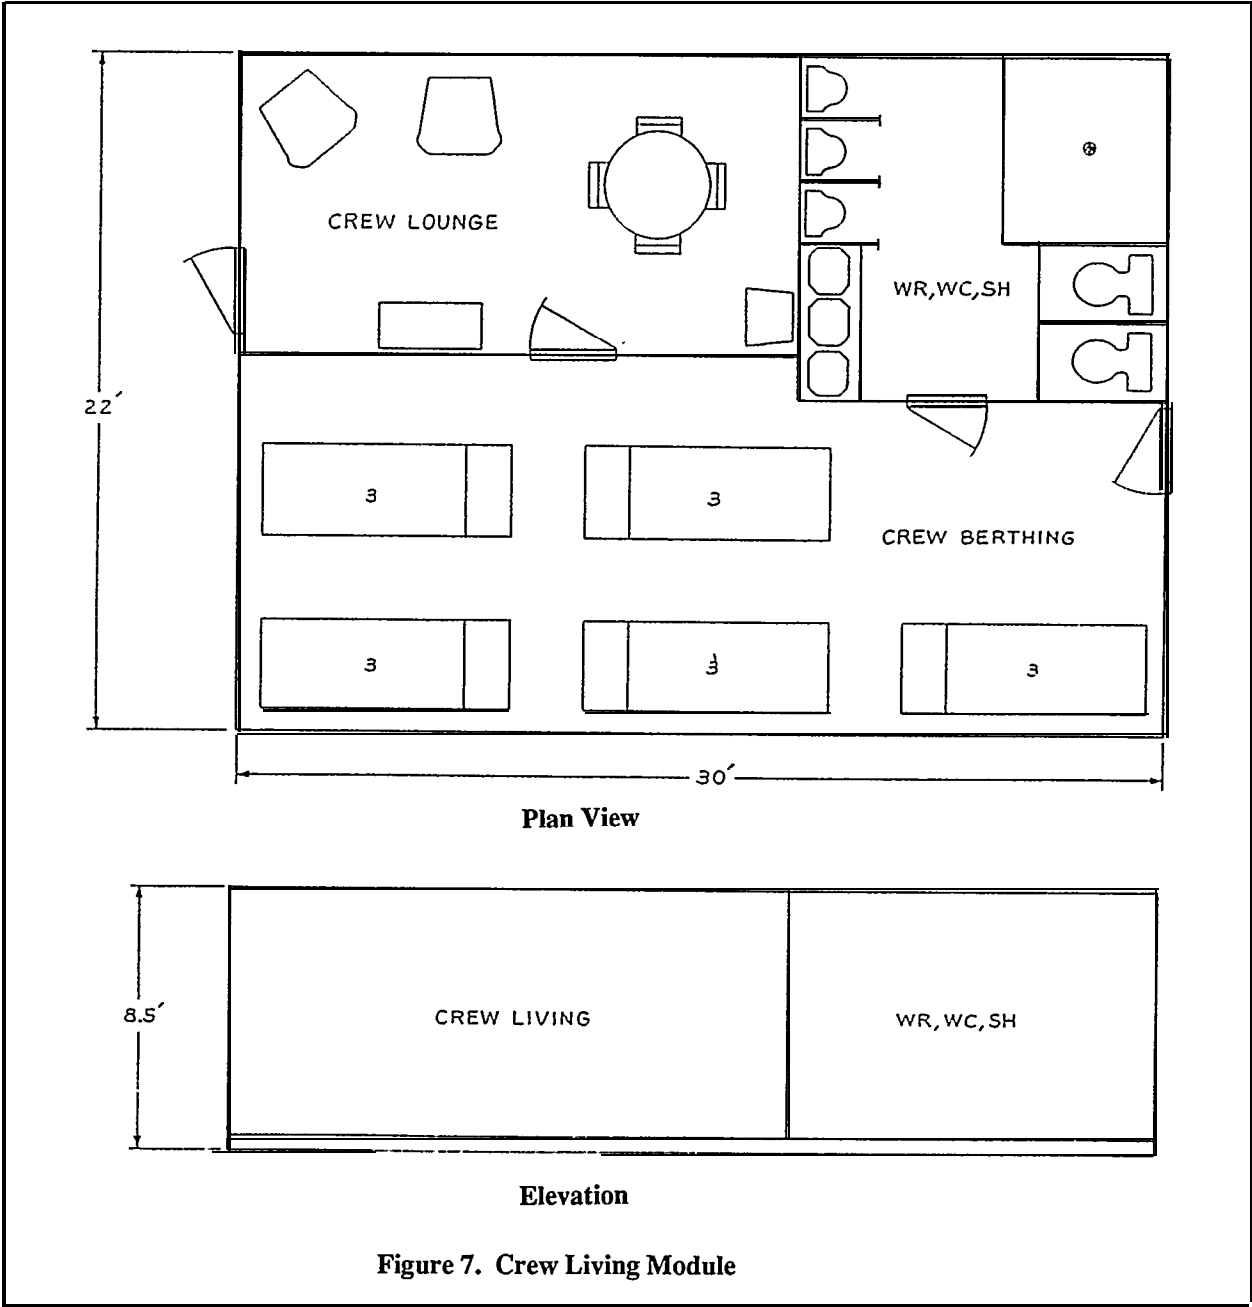 CREW LOUNGE
WR,WC,SH
22′
3
3
CREW BERTHING
3
3
3
30′
Plan View
8.5′
CREW LIVING
WR,WC,SH
Elevation
Figure 7. Crew Living Module